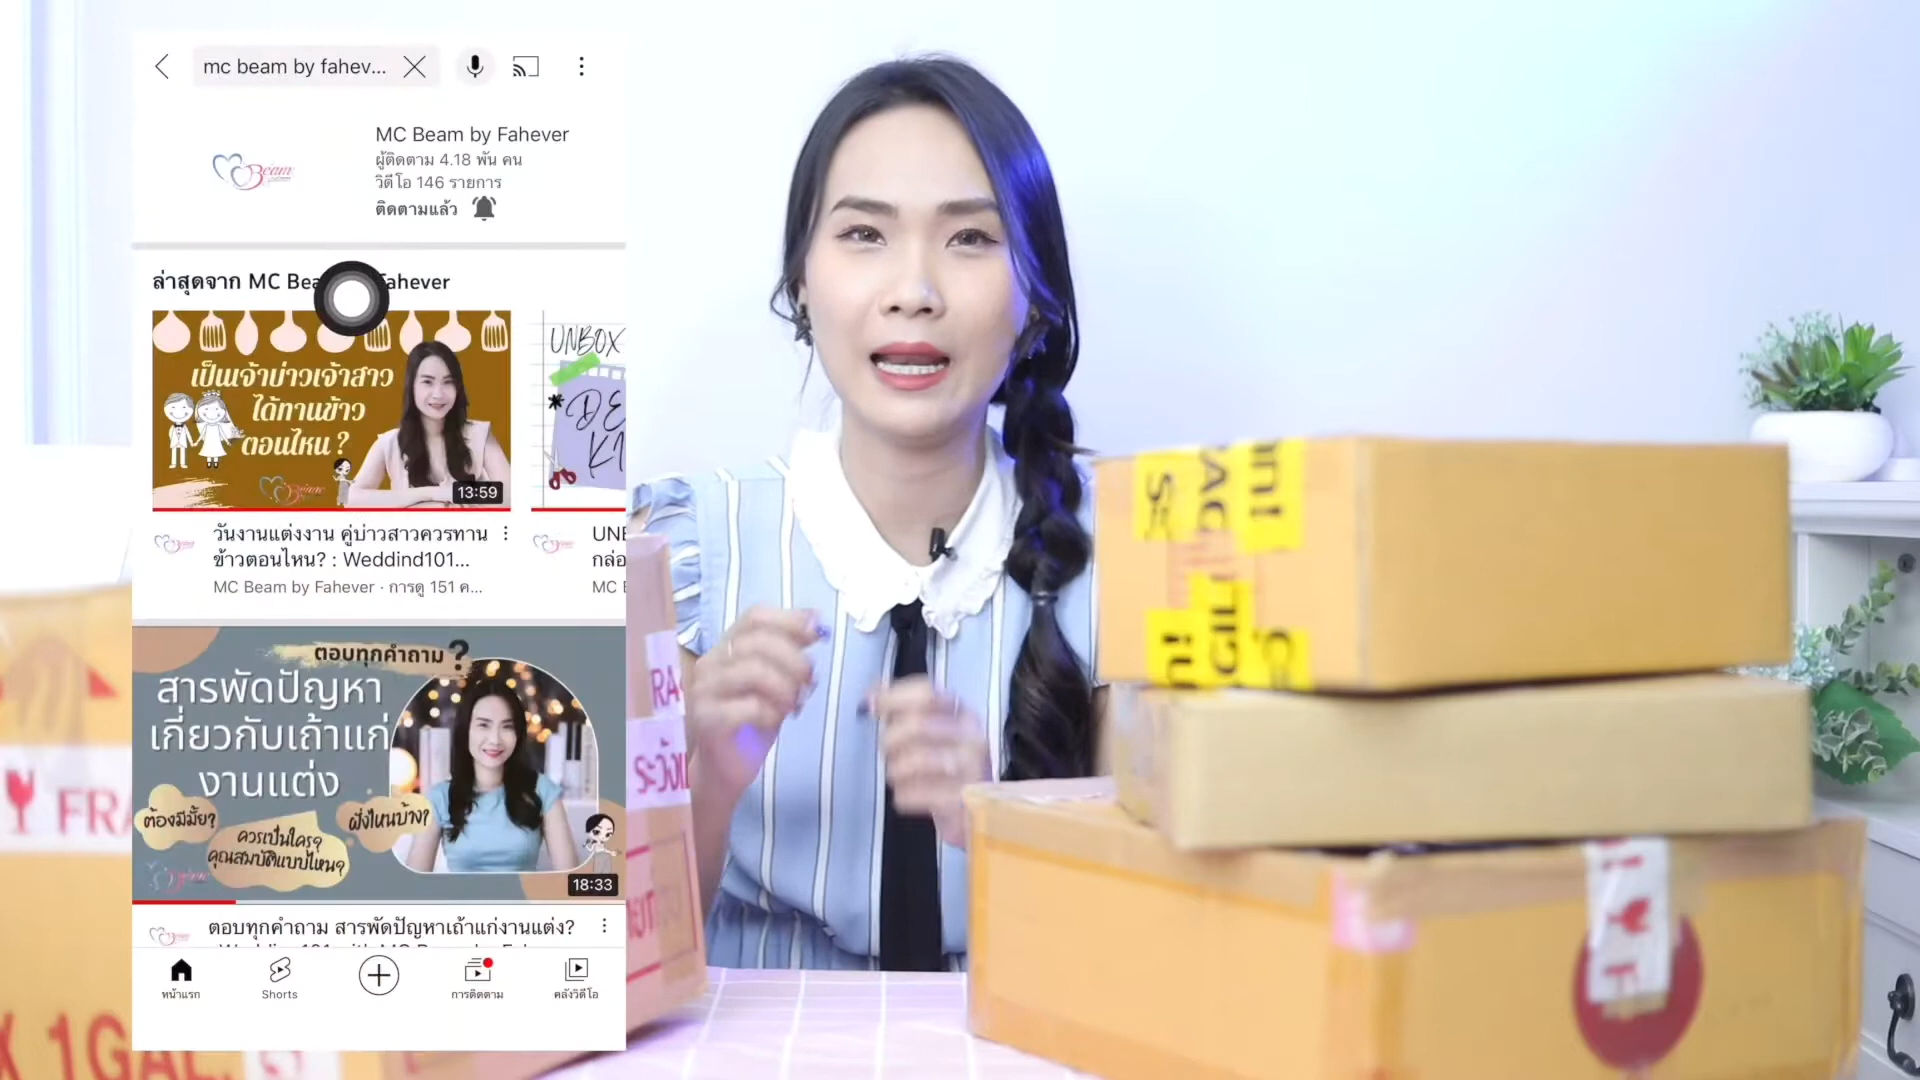 mc beam by fahev...
MC Beam by Fahever
ผู้ติดตาม 4.18 พัน คน
วิดีโอ 146 รายการ
ติดตามแล้ว
Beam
ล่าสุดจาก MC Bea
ahever
เป็นเจ้าบ่าวเจ้าสาว
ได้ทานข้าว
ตอนไหน ?
13:59
UNBOX
วันงานแต่งงาน คู่บ่าวสาวควรทาน
ข้าวตอนไหน? : Weddind101...
MC Beam by Fahever · การดู 151 ค...
กล่อ
ตอบทุกคำถาม ?
สารพัดปัญหา
เกี่ยวกับเถ้าแก่
งานแต่ง
ต้องมีมั้ย?
ควรเป็นใคร?
คุณสมบัติแบบไหน?
ฝั่งไหนบ้าง?
18:33
ตอบทุกคำถาม สารพัดปัญหาเถ้าแก่งานแต่ง?
หน้าแรก
Shorts
การติดตาม
คลังวิดีโอ
FRA
RA
ระวังแ
X 1GAL.